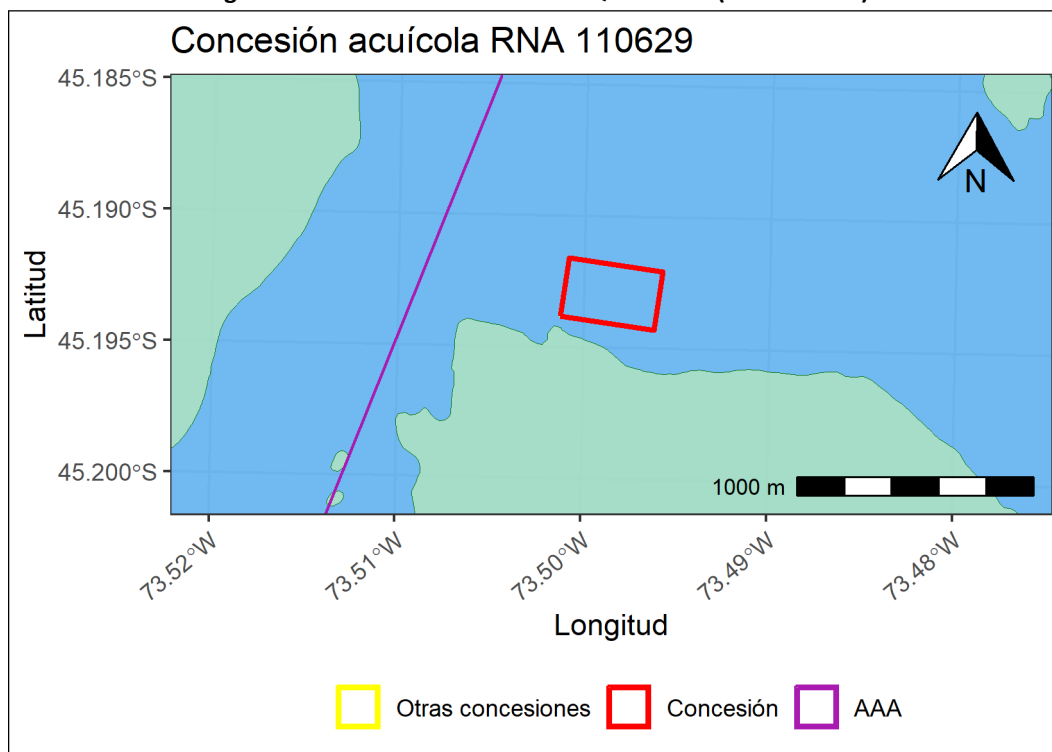 Concesión acuícola RNA 110629
45.185°S
45.190°S
45.195°S
45.200°S
Latitud
N
1000 m
73.52°W
73.51°W
73.50°W
73.49°W
73.48°W
Longitud
Otras concesiones
Concesión
AAA